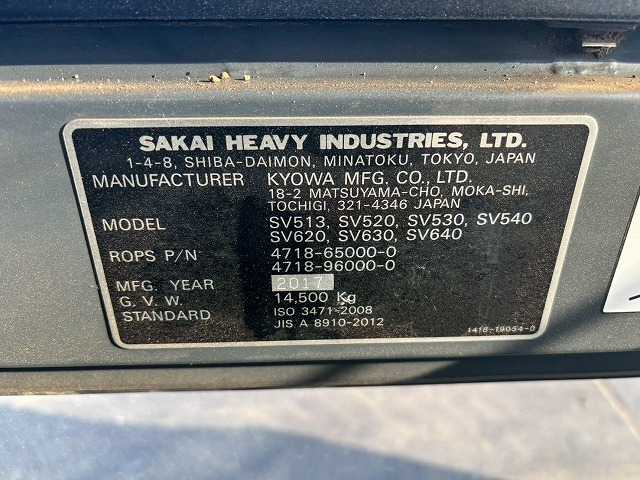 SAKAI HEAVY INDUSTRIES, LTD.
1-4-8, SHIBA-DAIMON, MINATOKU, TOKYO, JAPAN
MANUFACTURER KYOWA MFG. CO., LTD.
18-2 MATSUYAMA-CHO, MOKA-SHI,
TOCHIGI, 321-4346 JAPAN
MODEL SV513, SV520, SV530, SV540
SV620, SV630, SV640
ROPS P/N 4718-65000-0
4718-96000-0
MFG. YEAR 2017
G. V. W. 14,500 Kg
STANDARD ISO 3471-2008
JIS A 8910-2012
1418-19054-0